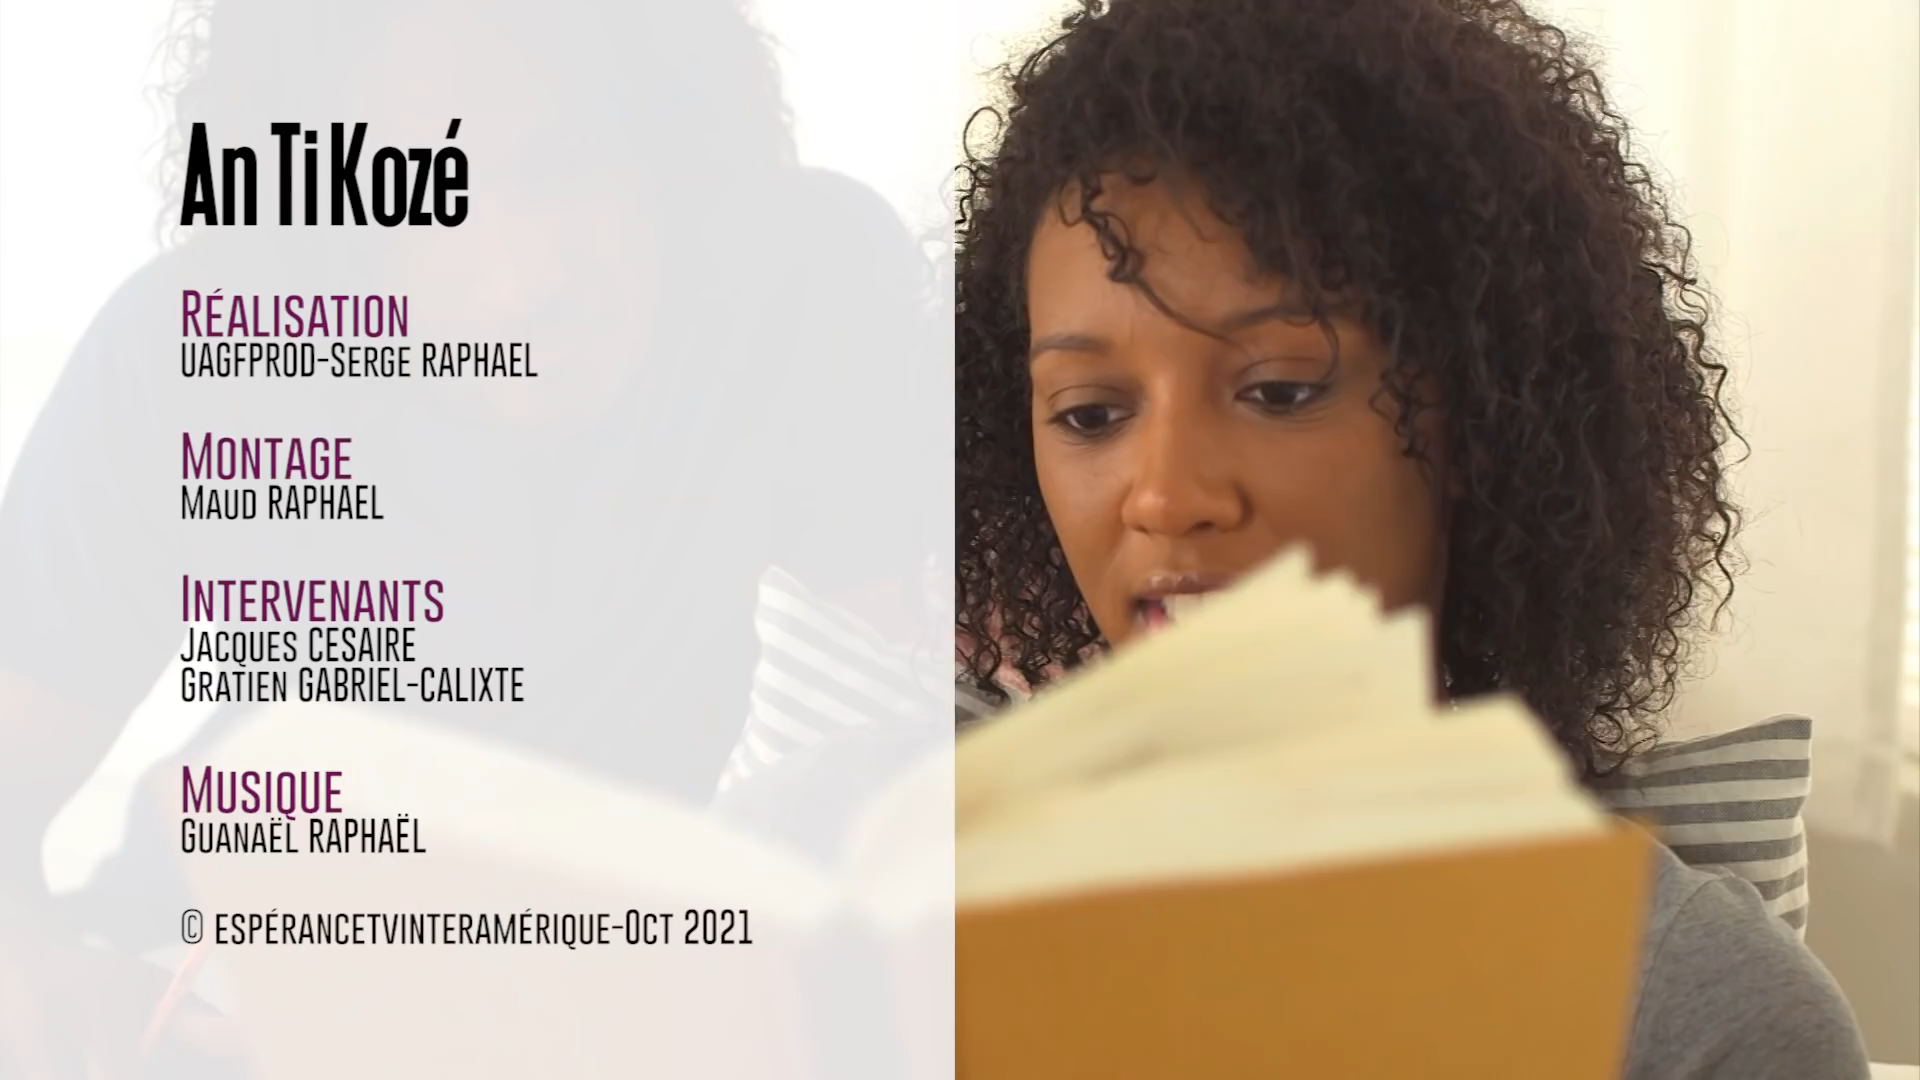 An Ti Kozé
Réalisation
UAGFPROD-Serge RAPHAEL
Montage
Maud RAPHAEL
Intervenants
Jacques CESAIRE
Gratien GABRIEL-CALIXTE
Musique
Guanaël RAPHAËL
© espérancetvinteramérique-Oct 2021